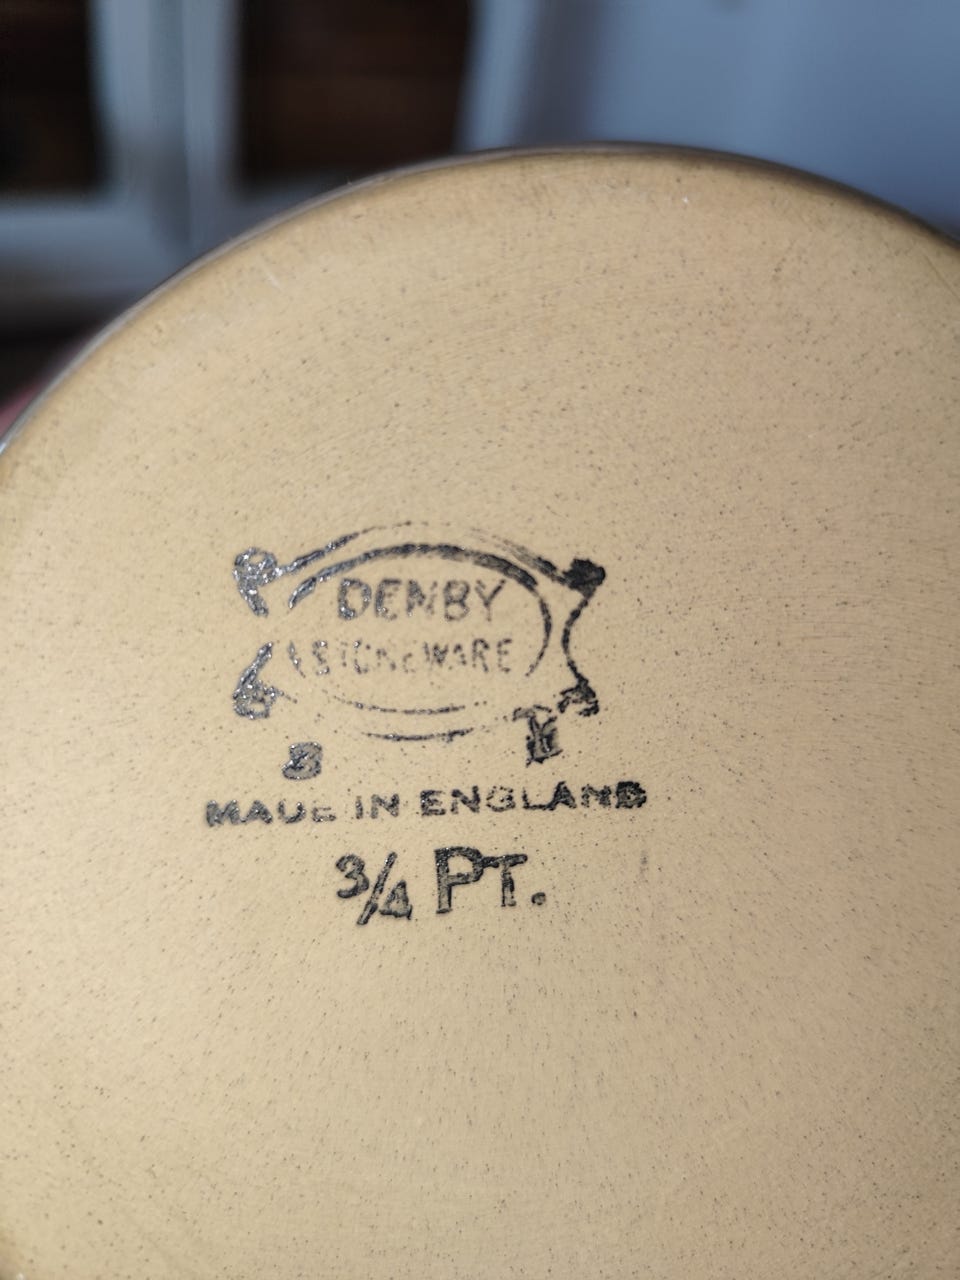 DENBY
STONEWARE
B
MADE IN ENGLAND
3/4 PT.